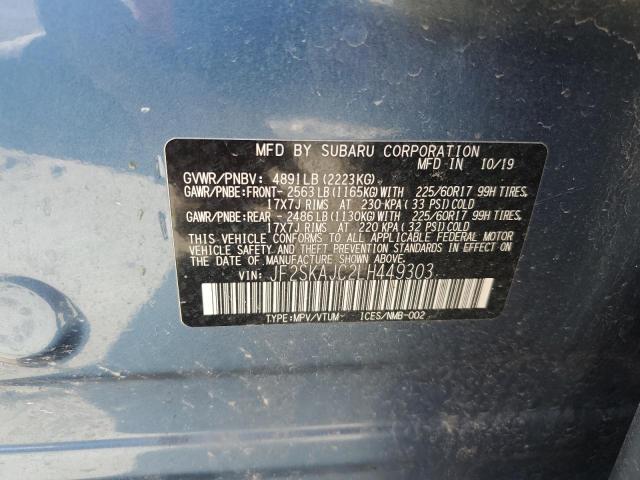 MFD BY SUBARU CORPORATION
MFD IN 10/19
GVWR/PNBV: 4891LB (2223KG)
GAWR/PNBE:FRONT- 2563LB (1165KG) WITH 225/60R17 99H TIRES,
17X7J RIMS AT 230 KPA (33 PSI) COLD
GAWR/PNBE:REAR - 2486LB (1130KG) WITH 225/60R17 99H TIRES,
17X7J RIMS AT 220 KPA (32 PSI) COLD
THIS VEHICLE CONFORMS TO ALL APPLICABLE FEDERAL MOTOR
VEHICLE SAFETY AND THEFT PREVENTION STANDARDS IN EFFECT
ON THE DATE OF MANUFACTURE SHOWN ABOVE.
VIN: JF2SKAJC2LH449303
TYPE:MPV/VTUM ICES/NMB-002